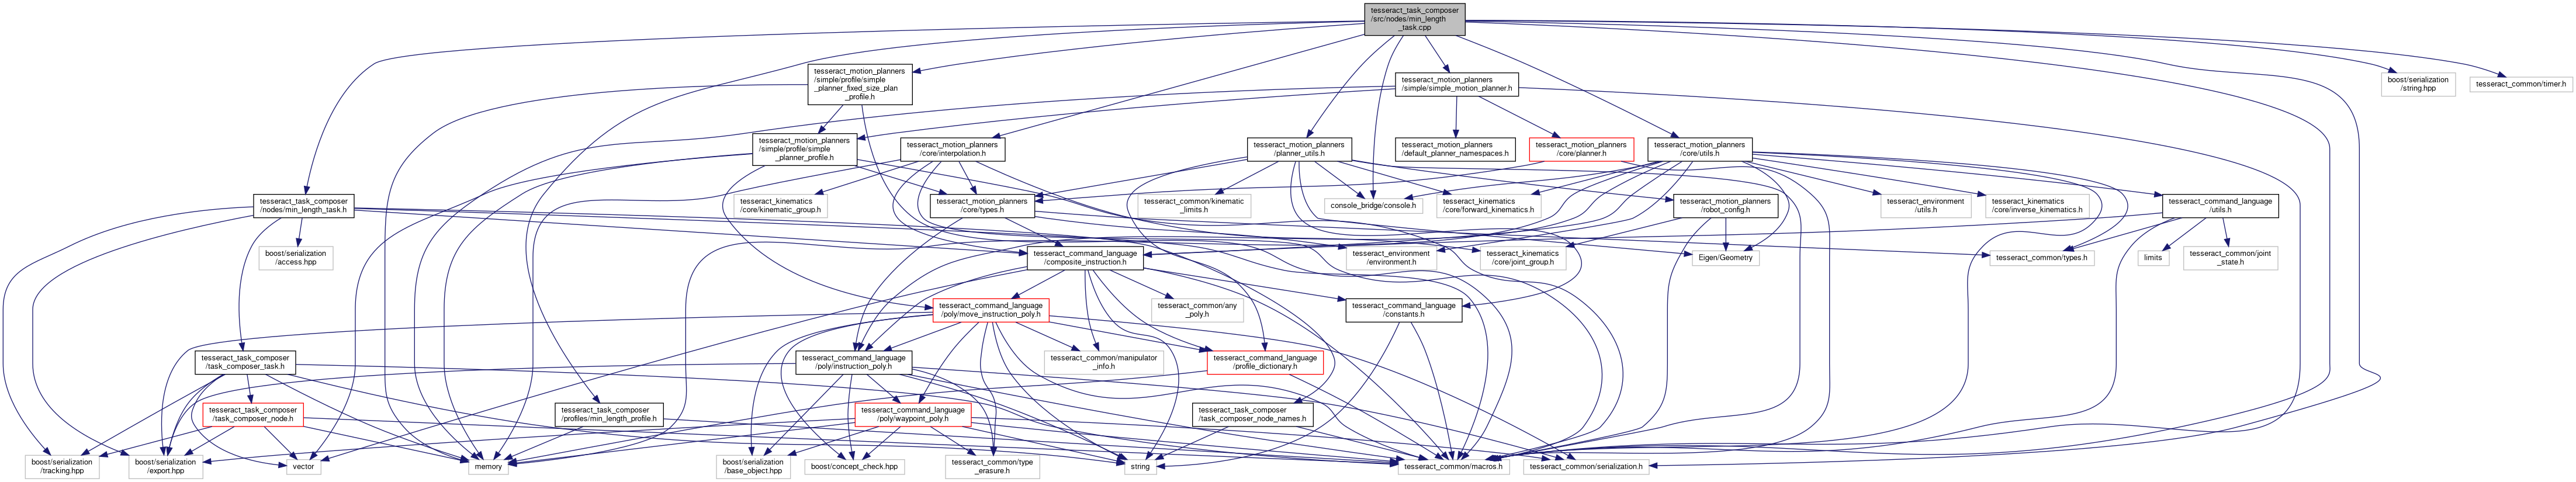 tesseract_task_composer
/src/nodes/min_length
_task.cpp
tesseract_motion_planners
/simple/profile/simple
_planner_fixed_size_plan
_profile.h
tesseract_motion_planners
/simple/simple_motion_planner.h
boost/serialization
/string.hpp
tesseract_common/timer.h
tesseract_motion_planners
/simple/profile/simple
_planner_profile.h
tesseract_motion_planners
/core/interpolation.h
tesseract_motion_planners
/planner_utils.h
tesseract_motion_planners
/default_planner_namespaces.h
tesseract_motion_planners
/core/planner.h
tesseract_motion_planners
/core/utils.h
tesseract_task_composer
/nodes/min_length_task.h
tesseract_kinematics
/core/kinematic_group.h
tesseract_motion_planners
/core/types.h
tesseract_common/kinematic
_limits.h
console_bridge/console.h
tesseract_kinematics
/core/forward_kinematics.h
tesseract_motion_planners
/robot_config.h
tesseract_environment
/utils.h
tesseract_kinematics
/core/inverse_kinematics.h
tesseract_command_language
/utils.h
boost/serialization
/access.hpp
tesseract_command_language
/composite_instruction.h
tesseract_environment
/environment.h
tesseract_kinematics
/core/joint_group.h
Eigen/Geometry
tesseract_common/types.h
limits
tesseract_common/joint
_state.h
tesseract_command_language
/poly/move_instruction_poly.h
tesseract_common/any
_poly.h
tesseract_command_language
/constants.h
tesseract_task_composer
/task_composer_task.h
tesseract_command_language
/poly/instruction_poly.h
tesseract_common/manipulator
_info.h
tesseract_command_language
/profile_dictionary.h
tesseract_task_composer
/task_composer_node.h
tesseract_task_composer
/profiles/min_length_profile.h
tesseract_command_language
/poly/waypoint_poly.h
tesseract_task_composer
/task_composer_node_names.h
boost/serialization
/tracking.hpp
boost/serialization
/export.hpp
vector
memory
boost/serialization
/base_object.hpp
boost/concept_check.hpp
tesseract_common/type
_erasure.h
string
tesseract_common/macros.h
tesseract_common/serialization.h